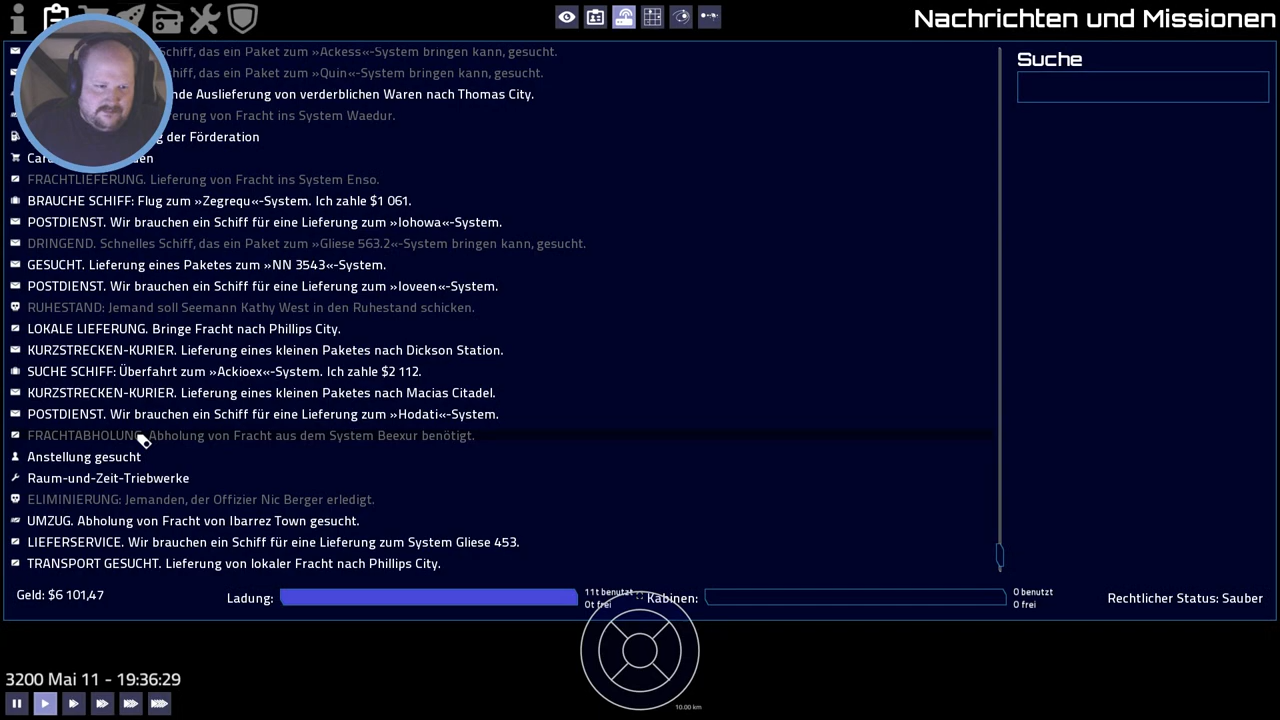 Nachrichten und Missionen
Schiff, das ein Paket zum »Ackess«-System bringen kann, gesucht.
Schiff, das ein Paket zum »Quin«-System bringen kann, gesucht.
nde Auslieferung von verderblichen Waren nach Thomas City.
erung von Fracht ins System Waedur.
g der Förderation
FRACHTLIEFERUNG. Lieferung von Fracht ins System Enso.
BRAUCHE SCHIFF: Flug zum »Zegrequ«-System. Ich zahle $1 061.
POSTDIENST. Wir brauchen ein Schiff für eine Lieferung zum »Iohowa«-System.
DRINGEND. Schnelles Schiff, das ein Paket zum »Gliese 563.2«-System bringen kann, gesucht.
GESUCHT. Lieferung eines Paketes zum »NN 3543«-System.
POSTDIENST. Wir brauchen ein Schiff für eine Lieferung zum »Ioveen«-System.
RUHESTAND: Jemand soll Seemann Kathy West in den Ruhestand schicken.
LOKALE LIEFERUNG. Bringe Fracht nach Phillips City.
KURZSTRECKEN-KURIER. Lieferung eines kleinen Paketes nach Dickson Station.
SUCHE SCHIFF: Überfahrt zum »Ackioex«-System. Ich zahle $2 112.
KURZSTRECKEN-KURIER. Lieferung eines kleinen Paketes nach Macias Citadel.
POSTDIENST. Wir brauchen ein Schiff für eine Lieferung zum »Hodati«-System.
FRACHTABHOLUNG. Abholung von Fracht aus dem System Beexur benötigt.
Anstellung gesucht
Raum-und-Zeit-Triebwerke
ELIMINIERUNG: Jemanden, der Offizier Nic Berger erledigt.
UMZUG. Abholung von Fracht von Ibarrez Town gesucht.
LIEFERSERVICE. Wir brauchen ein Schiff für eine Lieferung zum System Gliese 453.
TRANSPORT GESUCHT. Lieferung von lokaler Fracht nach Phillips City.
Suche
Geld: $6 101,47
Ladung:
11t benutzt
0t frei
Kabinen:
0 benutzt
0 frei
Rechtlicher Status: Sauber
10.00 km
3200 Mai 11 - 19:36:29